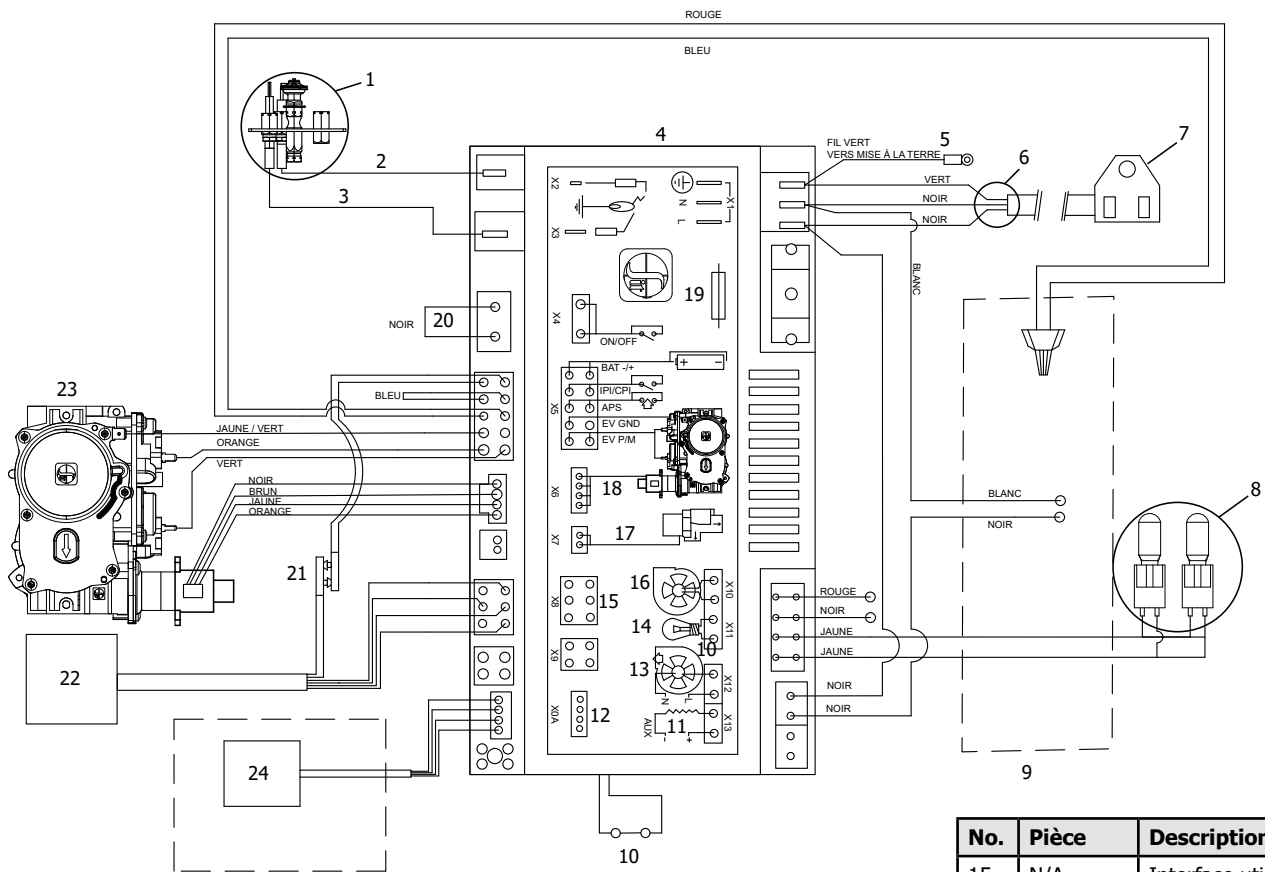 ROUGE
BLEU
1
2
3
4
5
6
7
FIL VERT
VERS MISE À LA TERRE
VERT
NOIR
NOIR
BLANC
X2
X3
N
L
X1
19
X4
ON/OFF
NOIR
20
BAT -/+
IPI/CPI
APS
EV GND
EV P/M
X5
23
BLEU
JAUNE / VERT
ORANGE
VERT
NOIR
BRUN
JAUNE
ORANGE
X6
18
X7
17
BLANC
NOIR
8
21
X8
15
16
X10
14
10
X11
X9
13
N
L
X12
X0A
12
AUX
11
-
+
X13
ROUGE
NOIR
JAUNE
JAUNE
NOIR
NOIR
22
24
9
10
No. Pièce Description
15 N/A